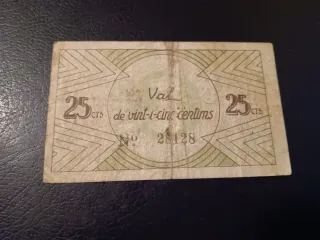 Val
25 cts de vint-i-cinc cèntims 25 cts
Nº 28128